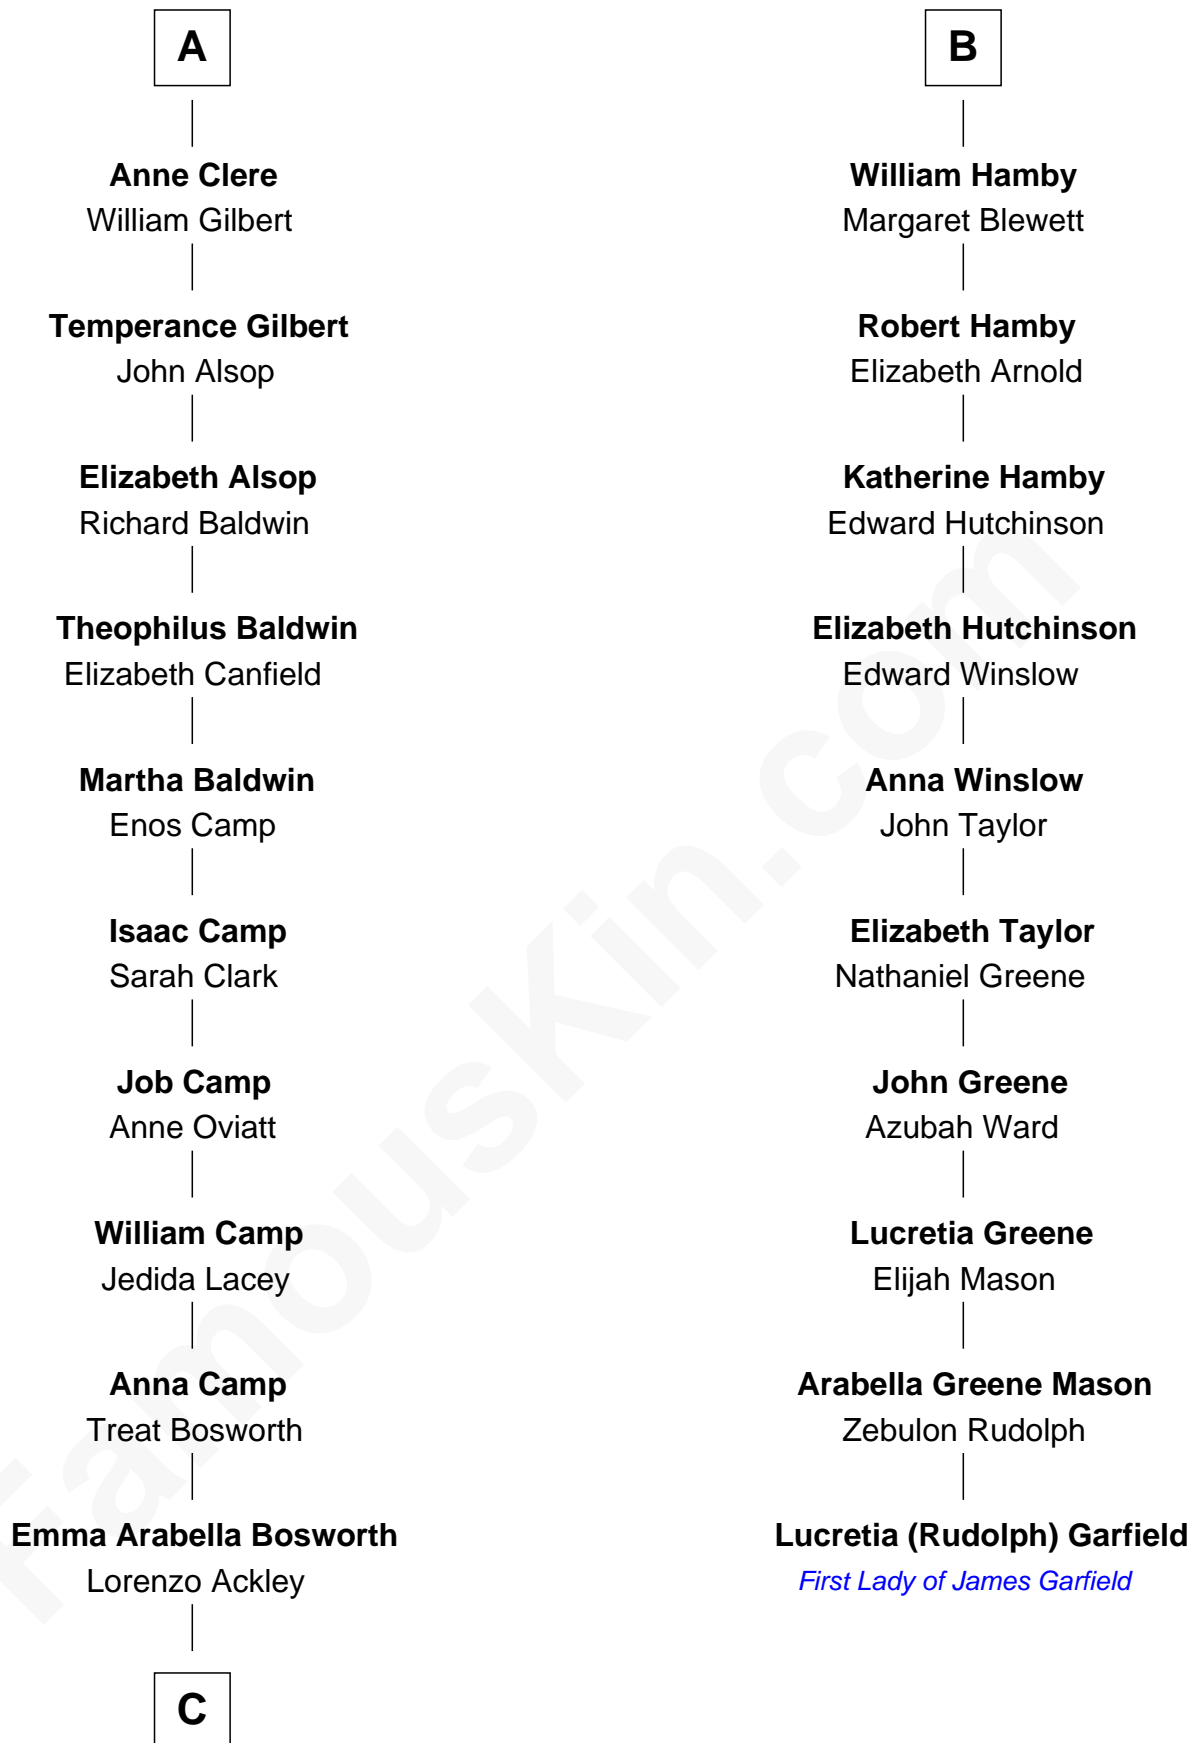 A
Anne Clere
William Gilbert
Temperance Gilbert
John Alsop
Elizabeth Alsop
Richard Baldwin
Theophilus Baldwin
Elizabeth Canfield
Martha Baldwin
Enos Camp
Isaac Camp
Sarah Clark
Job Camp
Anne Oviatt
William Camp
Jedida Lacey
Anna Camp
Treat Bosworth
Emma Arabella Bosworth
Lorenzo Ackley
C
B
William Hamby
Margaret Blewett
Robert Hamby
Elizabeth Arnold
Katherine Hamby
Edward Hutchinson
Elizabeth Hutchinson
Edward Winslow
Anna Winslow
John Taylor
Elizabeth Taylor
Nathaniel Greene
John Greene
Azubah Ward
Lucretia Greene
Elijah Mason
Arabella Greene Mason
Zebulon Rudolph
Lucretia (Rudolph) Garfield
First Lady of James Garfield
FamousKin.com